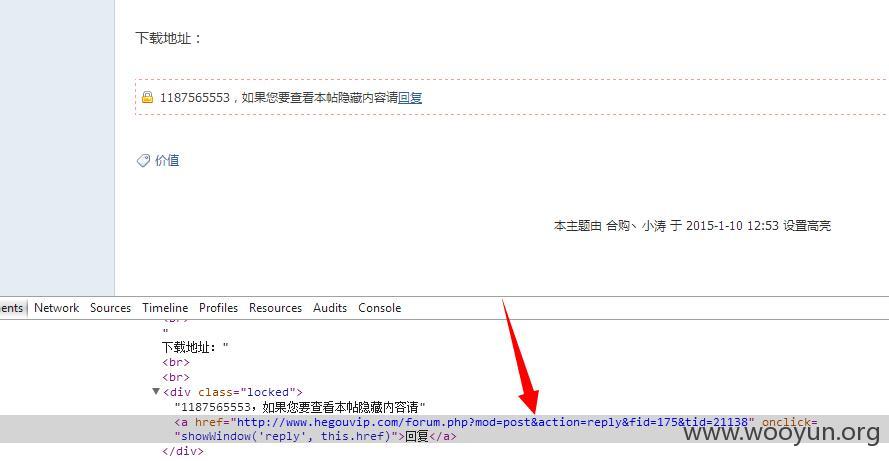 下载地址：
1187565553，如果您要查看本帖隐藏内容请回复
价值
本主题由 合购丶小涛 于 2015-1-10 12:53 设置高亮
ents Network Sources Timeline Profiles Resources Audits Console
<br>
"
下载地址："
<br>
<br>
▼<div class="locked">
"1187565553，如果您要查看本帖隐藏内容请"
<a href="http://www.hegouvip.com/forum.php?mod=post&action=reply&fid=175&tid=21138" onclick=
"showWindow('reply', this.href)">回复</a>
</div>
www.wooyun.org